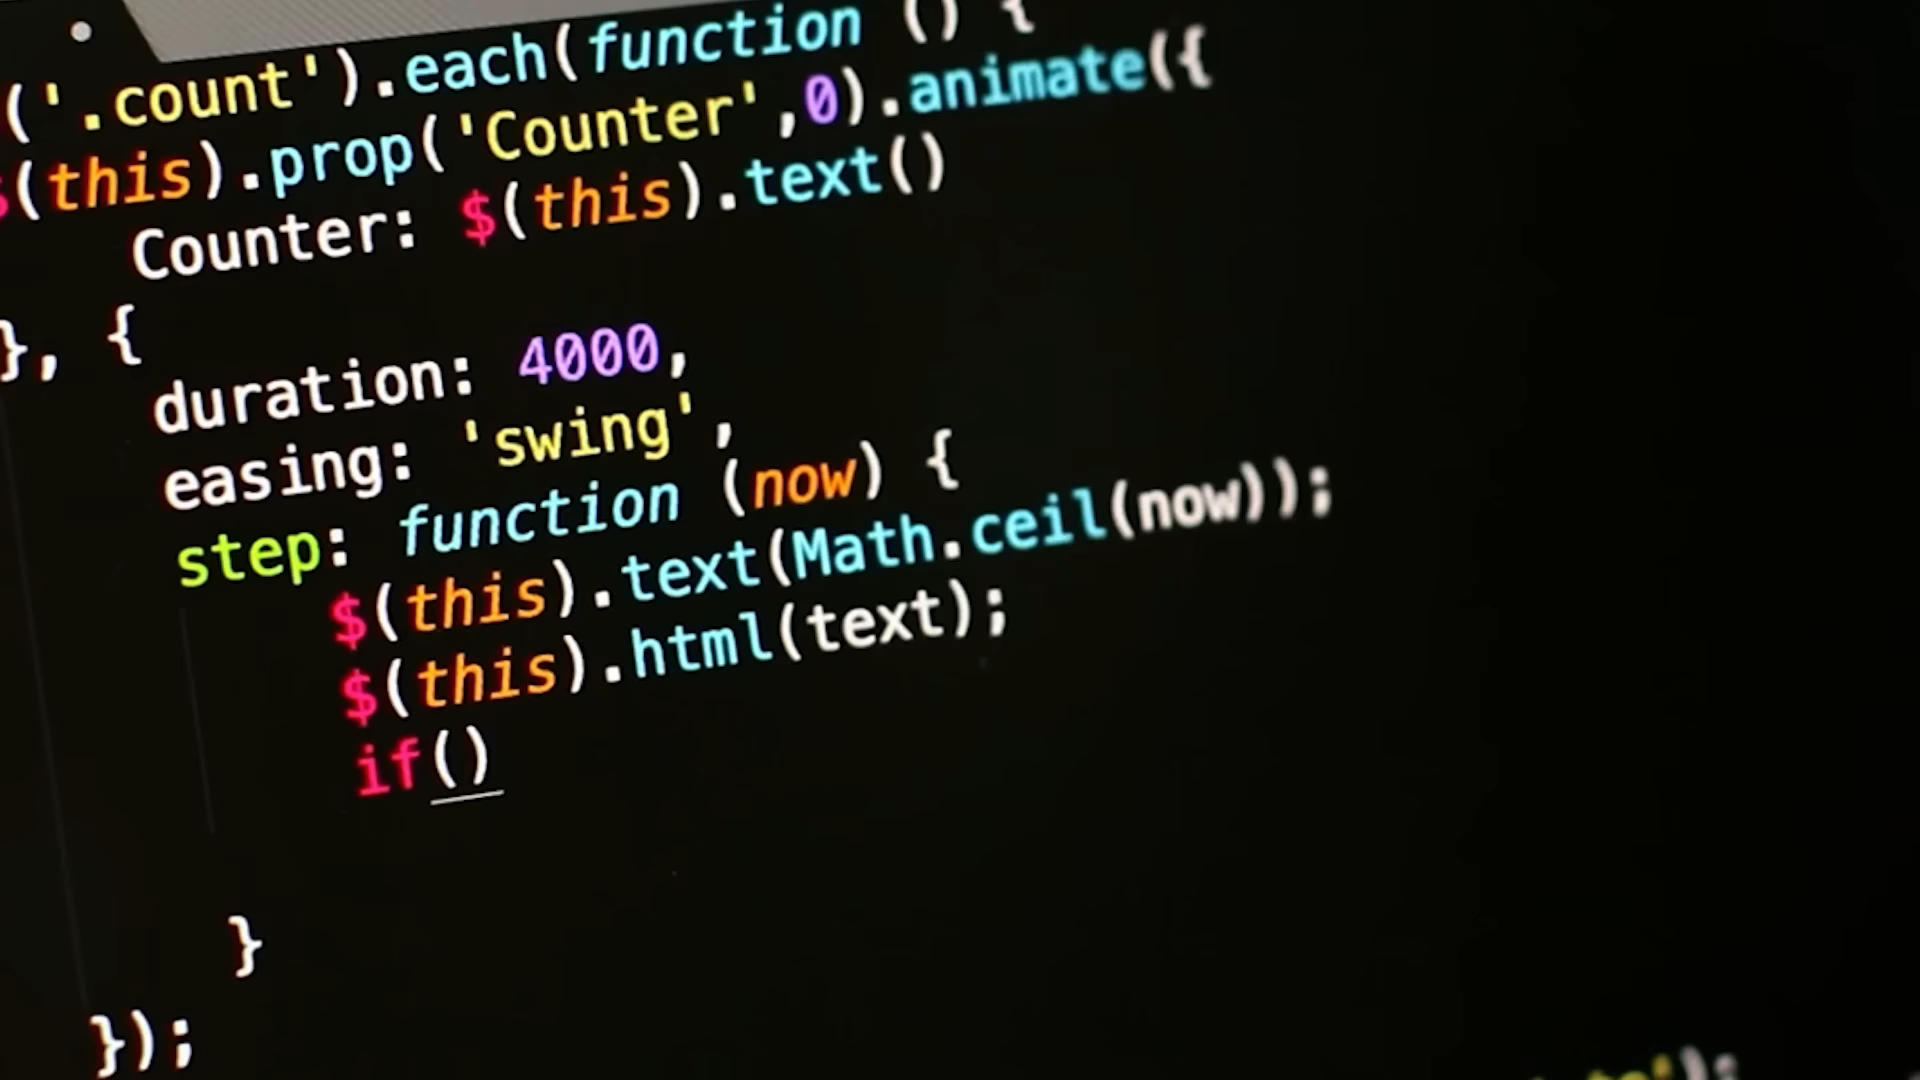 ('.count').each(function () {
$(this).prop('Counter',0).animate({
Counter: $(this).text()
}, {
duration: 4000,
easing: 'swing',
step: function (now) {
$(this).text(Math.ceil(now));
$(this).html(text);
if()
}
});